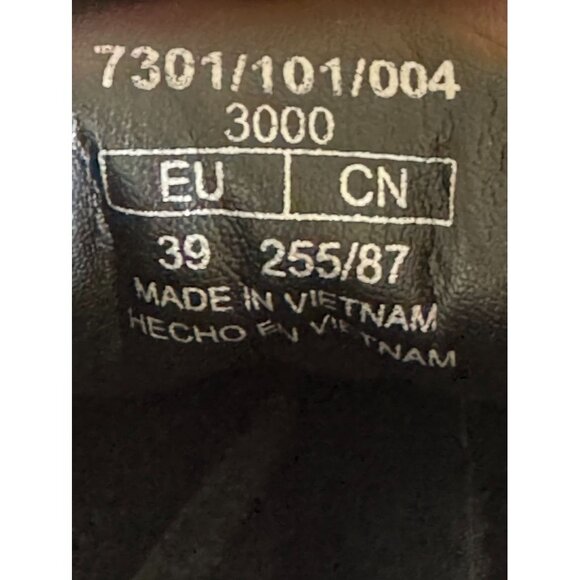 7301/101/004
3000
EU CN
39 255/87
MADE IN VIETNAM
HECHO EN VIETNAM